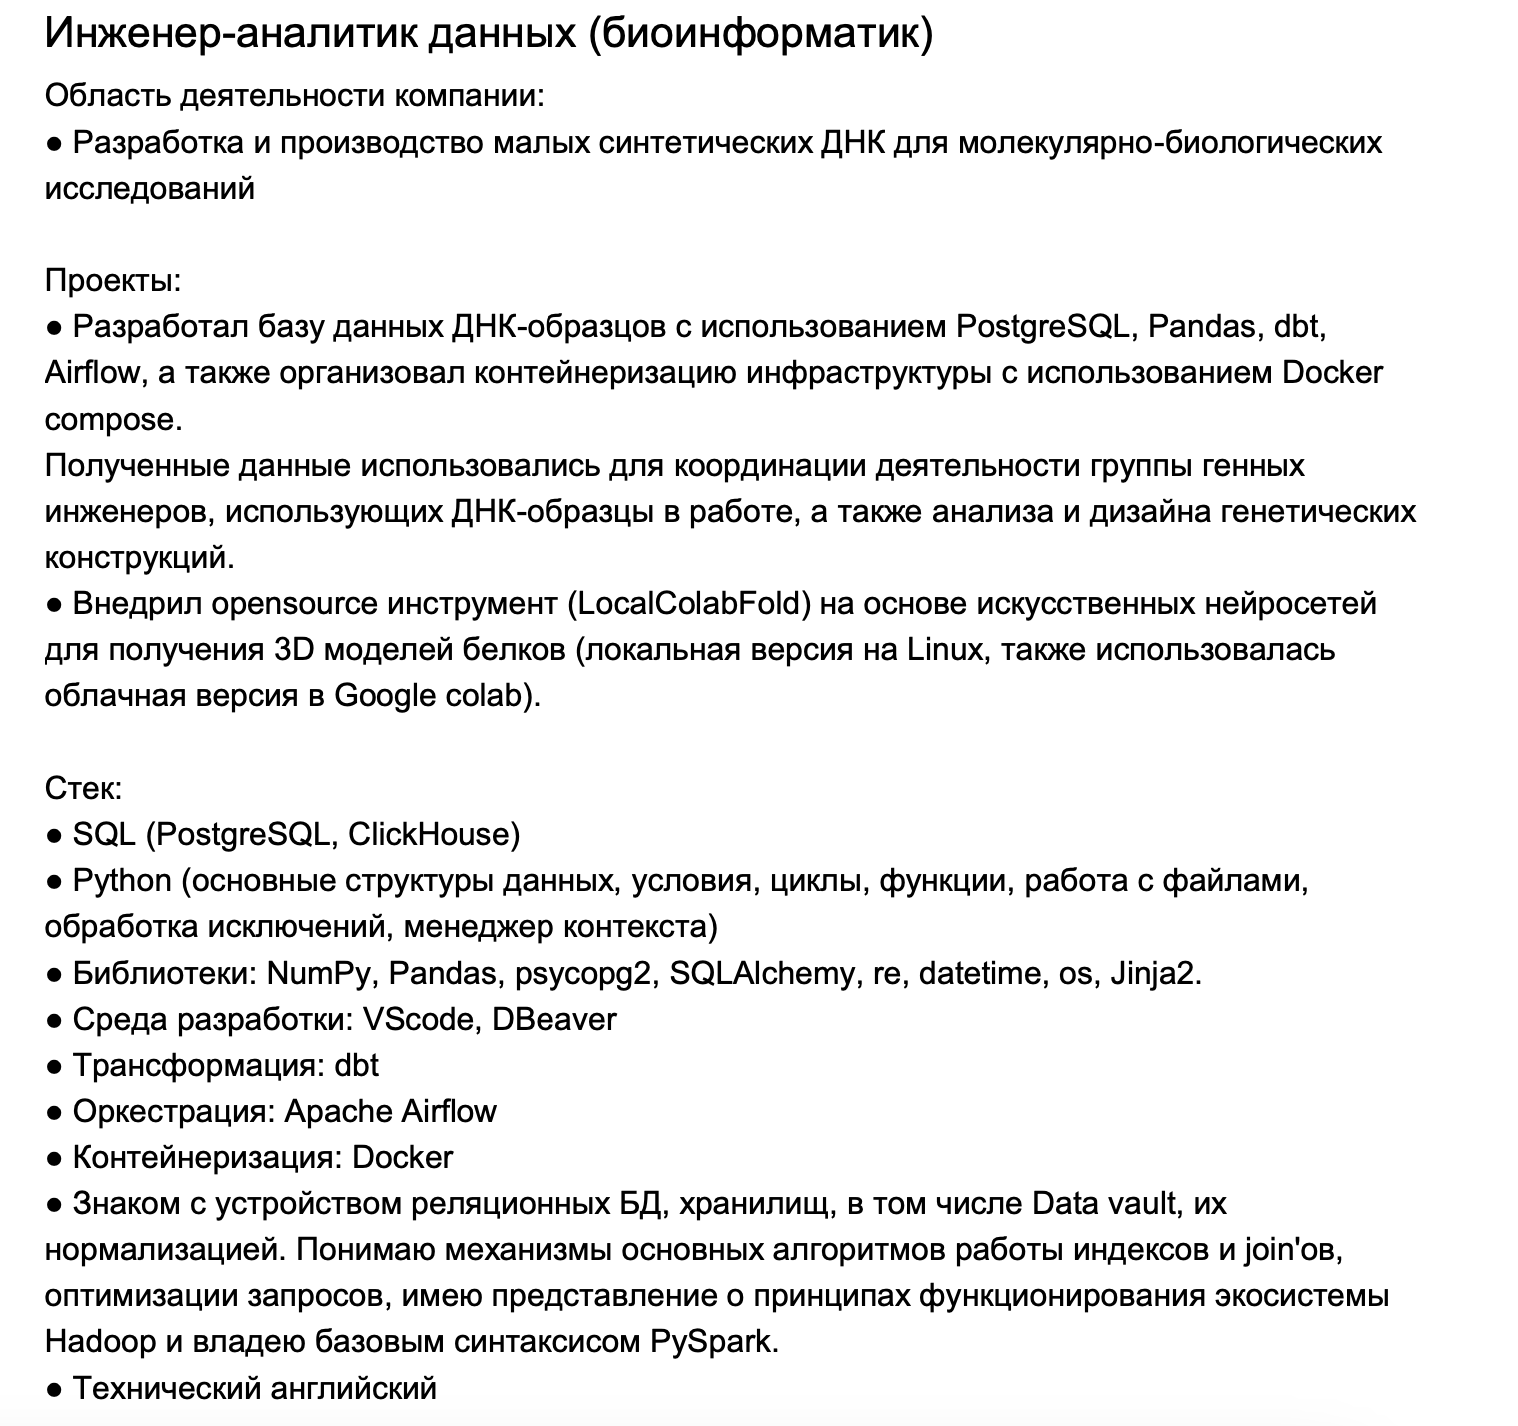 Инженер-аналитик данных (биоинформатик)
Область деятельности компании:
● Разработка и производство малых синтетических ДНК для молекулярно-биологических
исследований
Проекты:
● Разработал базу данных ДНК-образцов с использованием PostgreSQL, Pandas, dbt,
Airflow, а также организовал контейнеризацию инфраструктуры с использованием Docker
compose.
Полученные данные использовались для координации деятельности группы генных
инженеров, использующих ДНК-образцы в работе, а также анализа и дизайна генетических
конструкций.
● Внедрил opensource инструмент (LocalColabFold) на основе искусственных нейросетей
для получения 3D моделей белков (локальная версия на Linux, также использовалась
облачная версия в Google colab).
Стек:
● SQL (PostgreSQL, ClickHouse)
● Python (основные структуры данных, условия, циклы, функции, работа с файлами,
обработка исключений, менеджер контекста)
● Библиотеки: NumPy, Pandas, psycopg2, SQLAlchemy, re, datetime, os, Jinja2.
● Среда разработки: VScode, DBeaver
● Трансформация: dbt
● Оркестрация: Apache Airflow
● Контейнеризация: Docker
● Знаком с устройством реляционных БД, хранилищ, в том числе Data vault, их
нормализацией. Понимаю механизмы основных алгоритмов работы индексов и join'ов,
оптимизации запросов, имею представление о принципах функционирования экосистемы
Hadoop и владею базовым синтаксисом PySpark.
● Технический английский